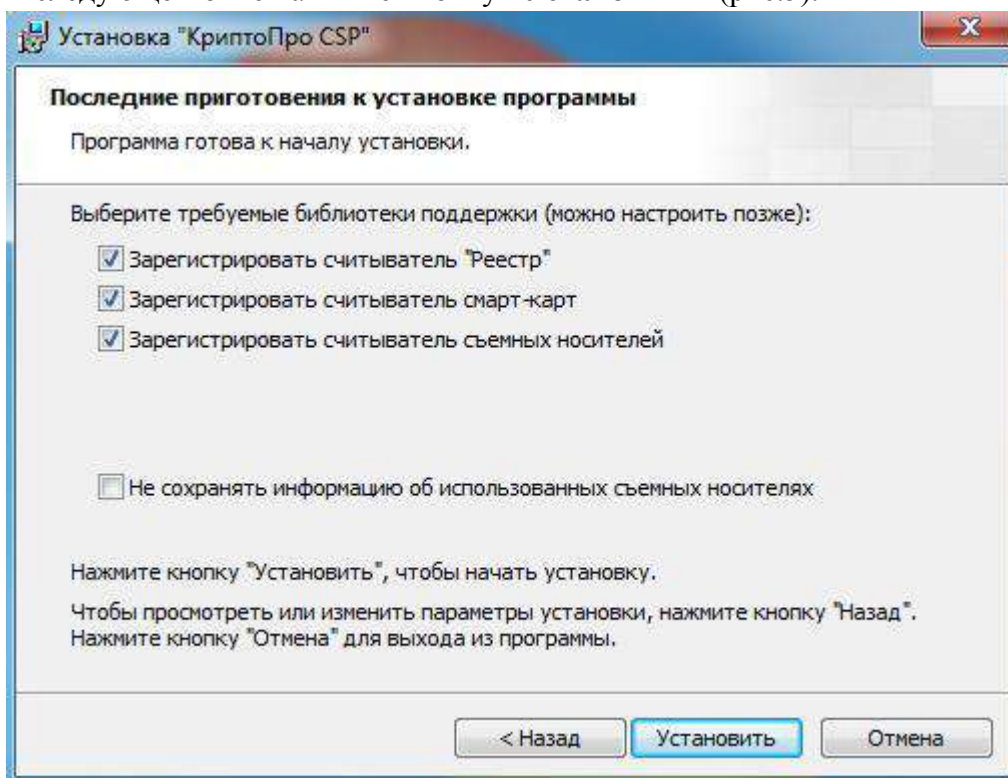 Установка "КриптоПро CSP"
Последние приготовения к установке программы
Программа готова к началу установки.
Выберите требуемые библиотеки поддержки (можно настроить позже):
Зарегистрировать считыватель "Реестр"
Зарегистрировать считыватель смарт-карт
Зарегистрировать считыватель съемных носителей
Не сохранять информацию об использованных съемных носителях
Нажмите кнопку "Установить", чтобы начать установку.
Чтобы просмотреть или изменить параметры установки, нажмите кнопку "Назад".
Нажмите кнопку "Отмена" для выхода из программы.
< Назад
Установить
Отмена